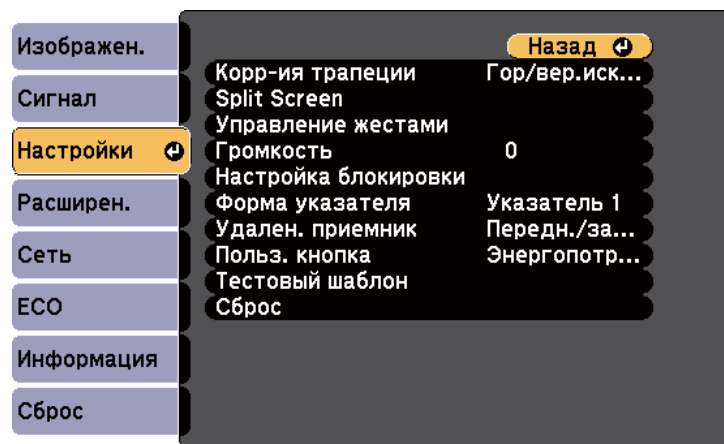 Изображен.
Сигнал
Настройки
Расширен.
Сеть
ECO
Информация
Сброс
Назад
Корр-ия трапеции Гор/вер.иск...
Split Screen
Управление жестами
Громкость 0
Настройка блокировки
Форма указателя Указатель 1
Удален. приемник Передн./за...
Польз. кнопка Энергопотр...
Тестовый шаблон
Сброс